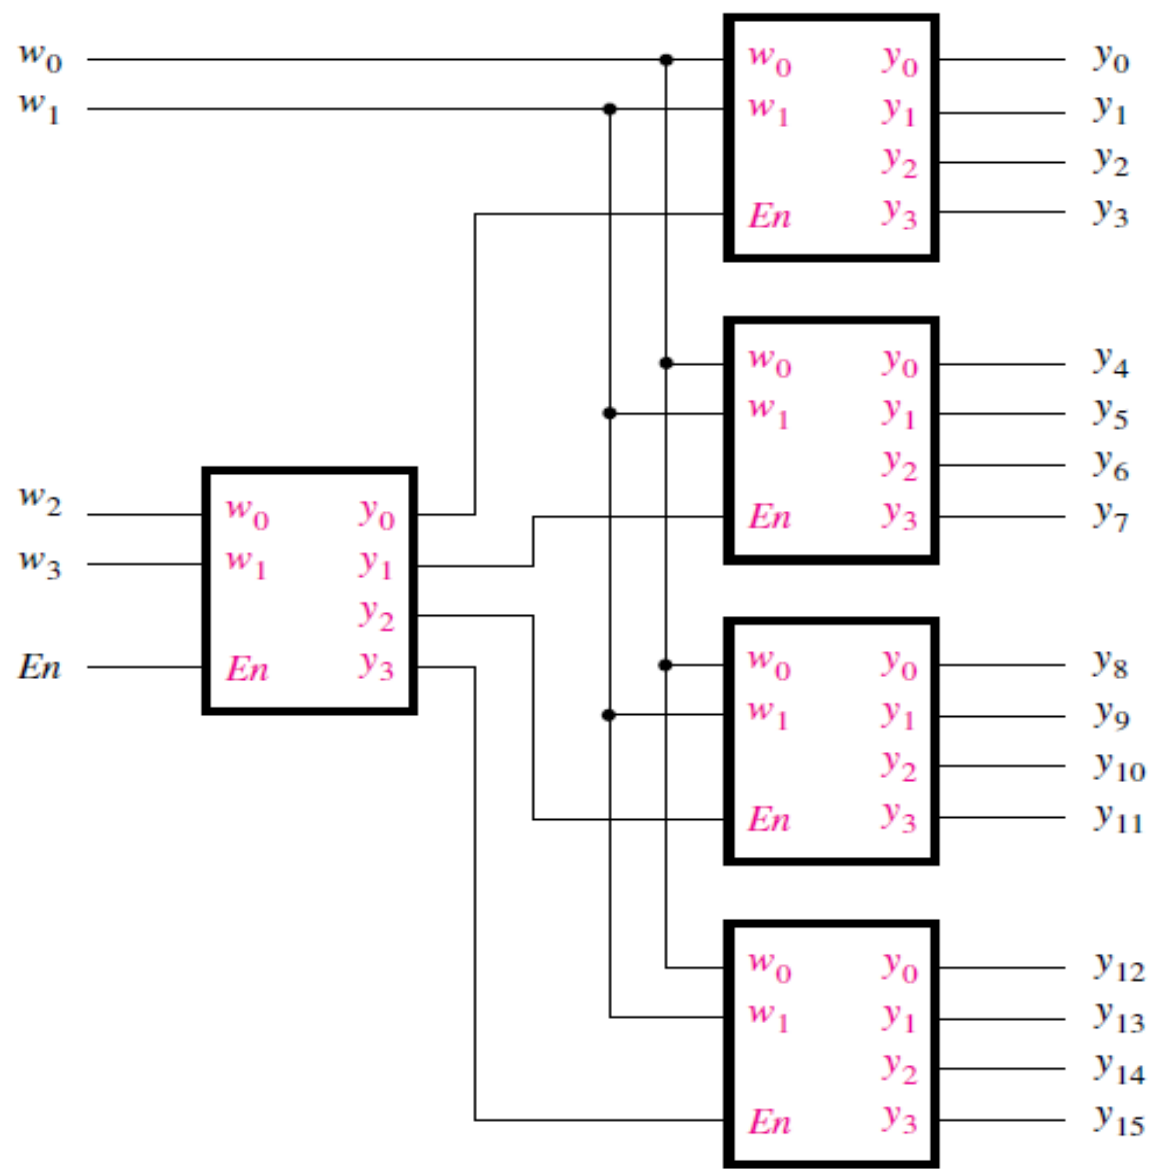 w₀ w₀ y₀ y₀
w₁ w₁ y₁ y₁
y₂ y₂
En y₃ y₃
w₀ y₀ y₄
w₁ y₁ y₅
y₂ y₆
En y₃ y₇
w₂ w₀ y₀
w₃ w₁ y₁
y₂
En En y₃
w₀ y₀ y₈
w₁ y₁ y₉
y₂ y₁₀
En y₃ y₁₁
w₀ y₀ y₁₂
w₁ y₁ y₁₃
y₂ y₁₄
En y₃ y₁₅